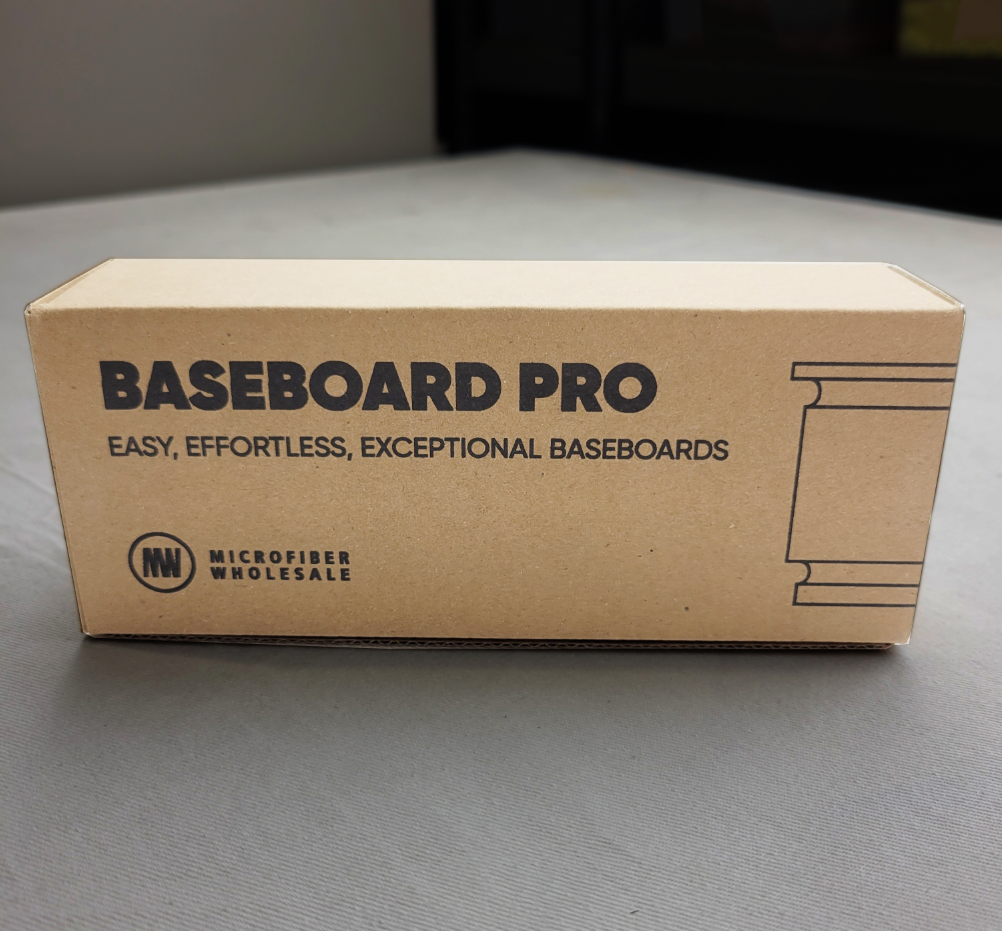 BASEBOARD PRO
EASY, EFFORTLESS, EXCEPTIONAL BASEBOARDS
MW
MICROFIBER
WHOLESALE